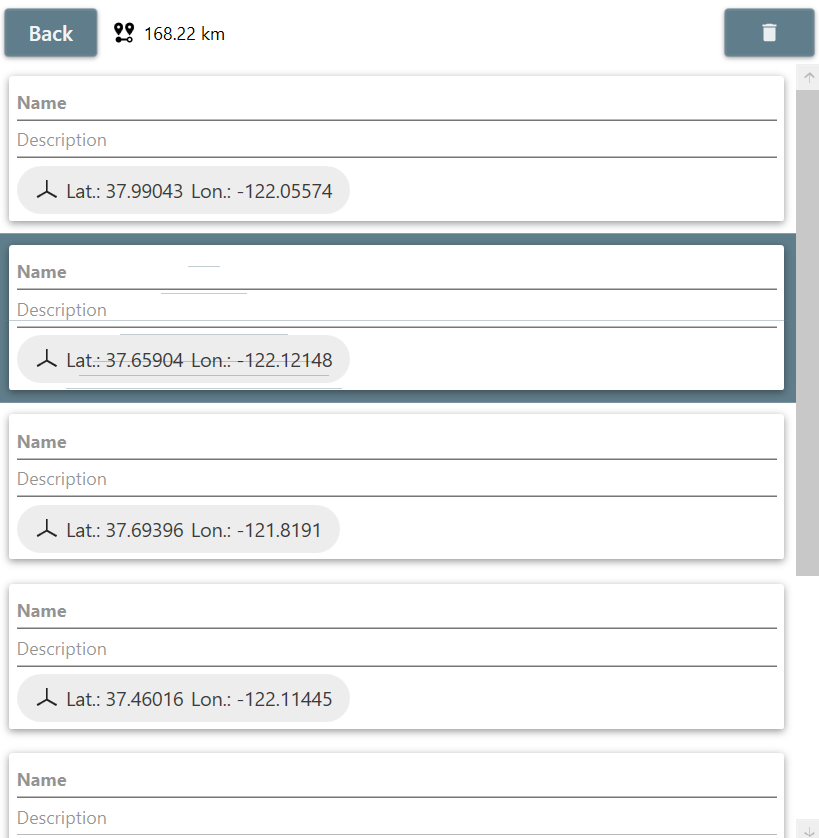 Back 168.22 km
Name
Description
Lat.: 37.99043 Lon.: -122.05574
Name
Description
Lat.: 37.65904 Lon.: -122.12148
Name
Description
Lat.: 37.69396 Lon.: -121.8191
Name
Description
Lat.: 37.46016 Lon.: -122.11445
Name
Description